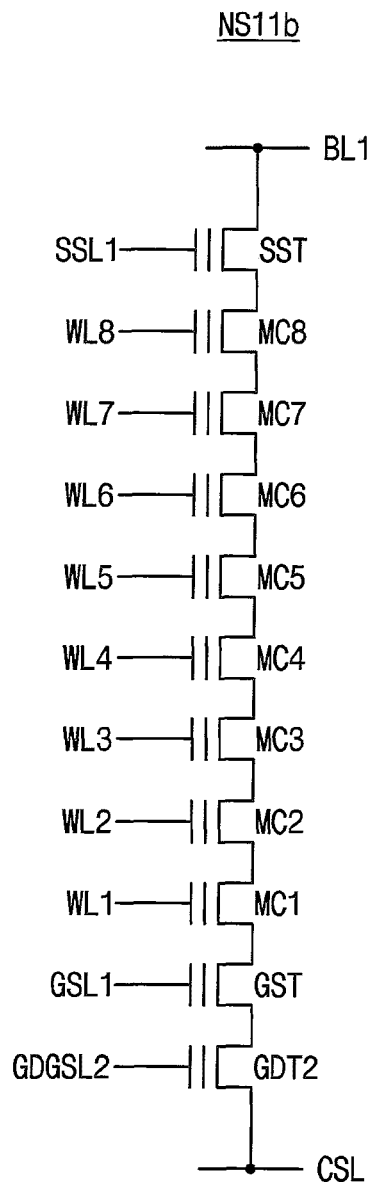 NS11b
BL1
SSL1 SST
WL8 MC8
WL7 MC7
WL6 MC6
WL5 MC5
WL4 MC4
WL3 MC3
WL2 MC2
WL1 MC1
GSL1 GST
GDGSL2 GDT2
CSL